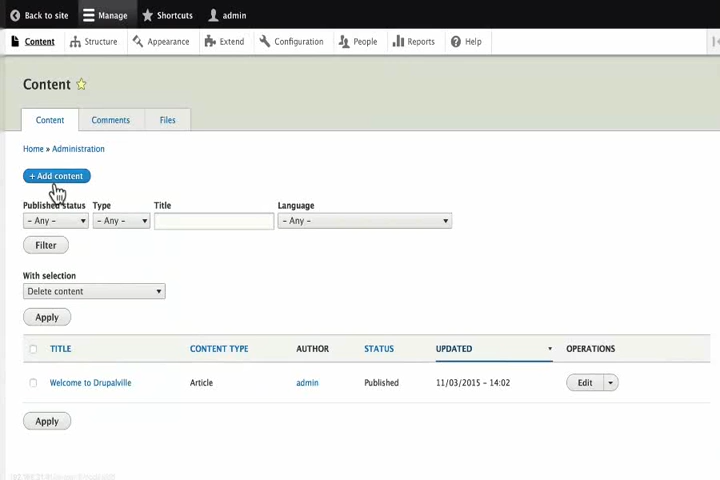 Back to site Manage Shortcuts admin
Content Structure Appearance Extend Configuration People Reports Help
Content
Content Comments Files
Home » Administration
+ Add content
Published status Type Title Language
- Any - - Any - - Any -
Filter
With selection
Delete content
Apply
TITLE CONTENT TYPE AUTHOR STATUS UPDATED OPERATIONS
Welcome to Drupalville Article admin Published 11/03/2015 - 14:02 Edit
Apply